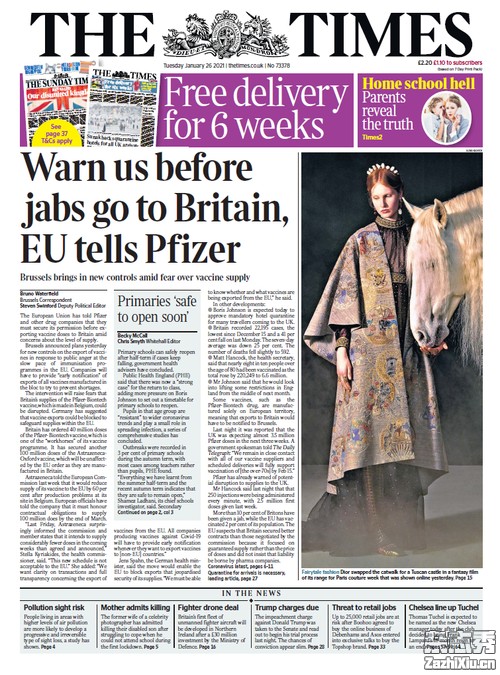 THE TIMES
Tuesday January 26 2021 | thetimes.co.uk | No 73378
£2.20 £1.10 to subscribers
THE SUNDAY TIMES
THE TIMES
See
page 37
T&Cs apply
Free delivery
for 6 weeks
Home school hell
Parents
reveal
the truth
Times2
Warn us before
jabs go to Britain,
EU tells Pfizer
Brussels brings in new controls amid fear over vaccine supply
Bruno Waterfield
Brussels Correspondent
Steven Swinford Deputy Political Editor
The European Union has told Pfizer
and other drug companies that they
must secure its permission before ex-
porting vaccine doses to Britain amid
concerns about the level of supply.
Brussels announced plans yesterday
for new controls on the export of vacci-
nes in response to public anger at the
slow pace of immunisation pro-
grammes in the EU. Companies will
have to provide "early notification" of
exports of all vaccines manufactured in
the bloc to try to prevent shortages.
The intervention will raise fears that
Britain's supplies of the Pfizer-Biontech
vaccine, which is made in Belgium, could
be disrupted. Germany has suggested
that vaccine exports could be blocked to
safeguard supplies within the EU.
Britain has ordered 40 million doses
of the Pfizer-Biontech vaccine, which is
one of the "workhorses" of its vaccine
programme. It has secured another
100 million doses of the Astrazeneca-
Oxford vaccine, which will be unaffect-
ed by the EU order as they are manu-
factured in Britain.
Astrazeneca told the European Com-
mission last week that it would reduce
supply of its vaccine to the EU by 60 per
cent after production problems at its
site in Belgium. European officials have
told the company that it must honour
contractual obligations to supply
100 million doses by the end of March.
"Last Friday, Astrazeneca surpris-
ingly informed the commission and
member states that it intends to supply
considerably fewer doses in the coming
weeks than agreed and announced,"
Stella Kyriakides, the health commis-
sioner, said. "This new schedule is not
acceptable to the EU." She added: "We
want clarity on transactions and full
transparency concerning the export of
Primaries 'safe
to open soon'
Becky McCall
Chris Smyth Whitehall Editor
Primary schools can safely reopen
after half-term if cases keep
falling, government health
advisers have concluded.
Public Health England (PHE)
said that there was now a "strong
case" for the return to class,
adding more pressure on Boris
Johnson to set out a timetable for
primary schools to reopen.
Pupils in that age group are
"resistant" to wider coronavirus
trends and play a small role in
spreading infection, a series of
comprehensive studies has
concluded.
Outbreaks were recorded in
3 per cent of primary schools
during the autumn term, with
most cases among teachers rather
than pupils, PHE found.
"Everything we have learnt from
the summer half-term and the
recent autumn term indicates that
they are safe to remain open,"
Shamez Ladhani, its chief schools
investigator, said. Secondary
Continued on page 2, col 3
vaccines from the EU. All companies
producing vaccines against Covid-19
will have to provide early notification
whenever they want to export vaccines
to [non-EU] countries."
Jens Spahn, the German health min-
ister, said the move would enable the
EU to block exports that jeopardised
security of its supplies. "We must be able
to know whether and what vaccines are
being exported from the EU," he said.
In other developments:
Boris Johnson is expected today to
approve mandatory hotel quarantine
for many travellers coming to the UK.
Britain recorded 22,195 cases, the
lowest since December 15 and a 41 per
cent fall on last Monday. The seven-day
average was down 25 per cent. The
number of deaths fell slightly to 592.
Matt Hancock, the health secretary,
said that nearly eight in ten people over
the age of 80 had been vaccinated as the
total rose by 220,249 to 6.6 million.
Mr Johnson said that he would look
into lifting some restrictions in Eng-
land from the middle of next month.
Some vaccines, such as the
Pfizer-Biontech drug, are manufac-
tured solely on European territory,
meaning that exports to Britain would
have to be notified to Brussels.
Last night it was reported that the
UK was expecting almost 3.5 million
Pfizer doses in the next three weeks. A
government spokesman told The Daily
Telegraph: "We remain in close contact
with all of our vaccine suppliers and
scheduled deliveries will fully support
vaccination of [the over-70s] by Feb 15."
Pfizer has already warned of poten-
tial disruption to supplies to the UK.
Mr Hancock said last night that that
250 injections were being administered
every minute, with 2.5 million first
doses given last week.
More than 10 per cent of Britons have
been given a jab, while the EU has vac-
cinated 2 per cent of its population. The
EU suspects that Britain secured better
contracts than those negotiated by the
commission because it focused on
guaranteed supply rather than the price
of doses and did not insist that liability
be borne by pharma companies.
Coronavirus latest, pages 4-11
Quarantine for arrivals is necessary,
leading article, page 27
Fairytale fashion Dior swapped the catwalk for a Tuscan castle in a fantasy film
of its range for Paris couture week that was shown online yesterday. Page 15
IN THE NEWS
Pollution sight risk
People living in areas with
higher levels of air pollution
are more likely to develop a
progressive and irreversible
type of sight loss, a study has
shown. Page 4
Mother admits killing
The former wife of a celebrity
photographer has admitted
killing their disabled son after
struggling to cope when he
could not attend school during
the first lockdown. Page 5
Fighter drone deal
Britain's first fleet of
unmanned fighter aircraft will
be developed in Northern
Ireland after a £30 million
investment by the Ministry of
Defence. Page 16
Trump charges due
The impeachment charge
against Donald Trump was
due to enter the Senate and
out to begin his trial process
last night. The chances of
conviction appear slim. Page 28
Threat to retail jobs
Up to 25,000 retail jobs are at
risk after Boohoo agreed to
buy the online business of
Debenhams and Asos entered
into exclusive talks to buy the
Topshop brand. Page 33
Chelsea line up Tuchel
Thomas Tuchel is expected to
be named as the new Chelsea
ZaZhiXiu.cn